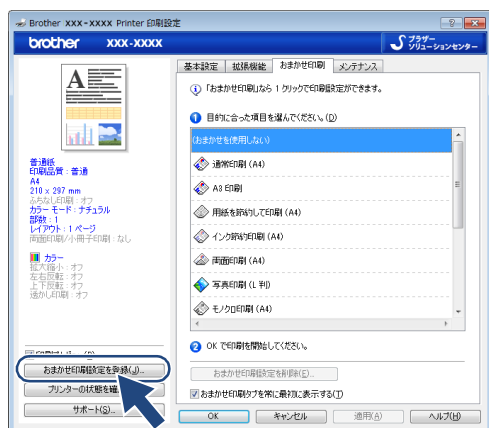 Brother xxx-xxxx Printer 印刷設定
brother XXX-XXXX
ブラザー
ソリューションセンター
基本設定 拡張機能 おまかせ印刷 メンテナンス
「おまかせ印刷」なら 1 クリックで印刷設定ができます。
1 目的に合った項目を選んでください。(D)
(おまかせを使用しない)
通常印刷 (A4)
A3 印刷
用紙を節約して印刷 (A4)
インク節約印刷 (A4)
両面印刷 (A4)
写真印刷 (L 判)
モノクロ印刷 (A4)
2 OK で印刷を開始してください。
おまかせ印刷設定を削除(E)...
おまかせ印刷タブを常に最初に表示する(T)
A
普通紙
印刷品質 : 普通
A4
210 x 297 mm
ふちなし印刷 : オフ
カラー モード : ナチュラル
部数 : 1
レイアウト : 1 ページ
両面印刷/小冊子印刷 : なし
カラー
拡大縮小 : オフ
左右反転 : オフ
上下反転 : オフ
透かし印刷 : オフ
おまかせ印刷設定を登録(J)...
プリンターの状態を確
サポート(S)...
OK キャンセル 適用(A) ヘルプ(H)